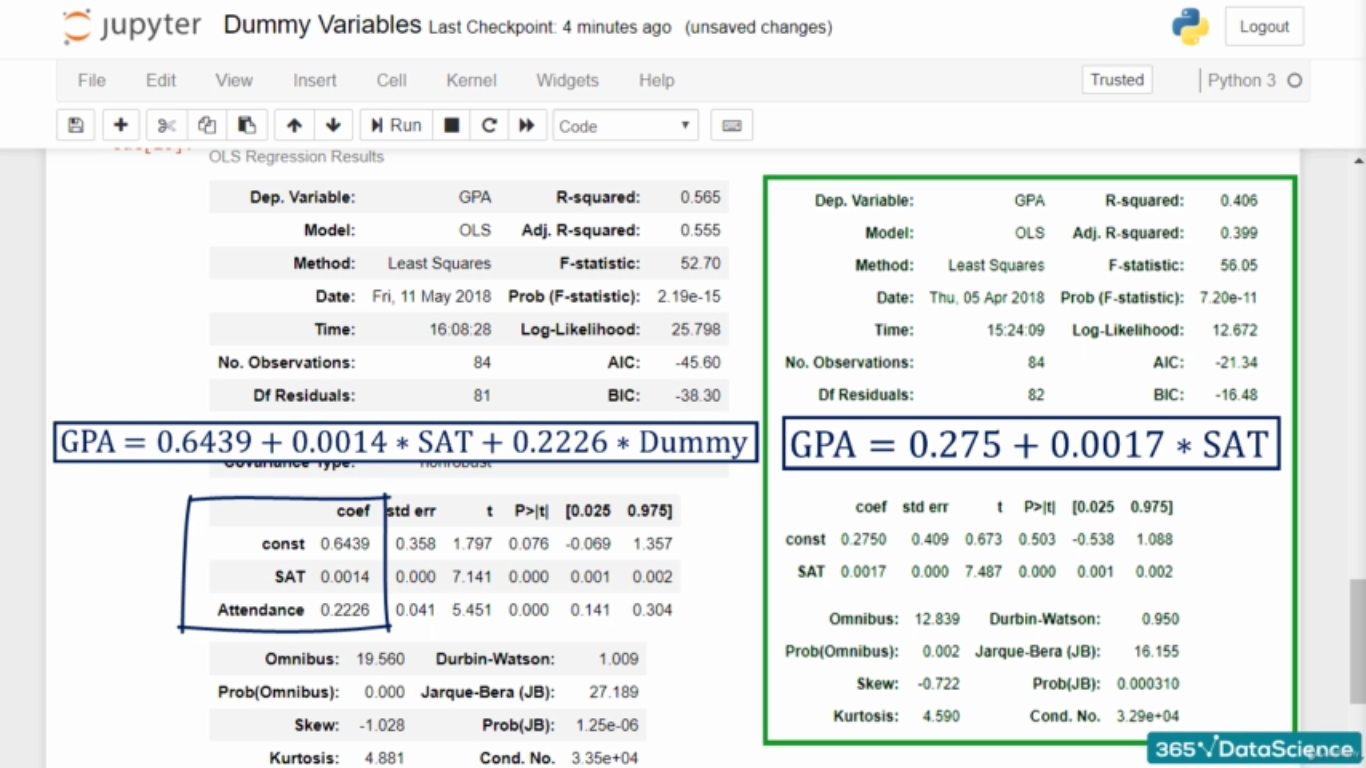 jupyter Dummy Variables Last Checkpoint: 4 minutes ago (unsaved changes) Logout
File Edit View Insert Cell Kernel Widgets Help Trusted Python 3
Run Code
OLS Regression Results
Dep. Variable: GPA R-squared: 0.565
Model: OLS Adj. R-squared: 0.555
Method: Least Squares F-statistic: 52.70
Date: Fri, 11 May 2018 Prob (F-statistic): 2.19e-15
Time: 16:08:28 Log-Likelihood: 25.798
No. Observations: 84 AIC: -45.60
Df Residuals: 81 BIC: -38.30
GPA = 0.6439 + 0.0014 * SAT + 0.2226 * Dummy
Covariance Type: nonrobust
coef std err t P>|t| [0.025 0.975]
const 0.6439 0.358 1.797 0.076 -0.069 1.357
SAT 0.0014 0.000 7.141 0.000 0.001 0.002
Attendance 0.2226 0.041 5.451 0.000 0.141 0.304
Omnibus: 19.560 Durbin-Watson: 1.009
Prob(Omnibus): 0.000 Jarque-Bera (JB): 27.189
Skew: -1.028 Prob(JB): 1.25e-06
Kurtosis: 4.881 Cond. No. 3.35e+04
Dep. Variable: GPA R-squared: 0.406
Model: OLS Adj. R-squared: 0.399
Method: Least Squares F-statistic: 56.05
Date: Thu, 05 Apr 2018 Prob (F-statistic): 7.20e-11
Time: 15:24:09 Log-Likelihood: 12.672
No. Observations: 84 AIC: -21.34
Df Residuals: 82 BIC: -16.48
GPA = 0.275 + 0.0017 * SAT
coef std err t P>|t| [0.025 0.975]
const 0.2750 0.409 0.673 0.503 -0.538 1.088
SAT 0.0017 0.000 7.487 0.000 0.001 0.002
Omnibus: 12.839 Durbin-Watson: 0.950
Prob(Omnibus): 0.002 Jarque-Bera (JB): 16.155
Skew: -0.722 Prob(JB): 0.000310
Kurtosis: 4.590 Cond. No. 3.29e+04
365 DataScience